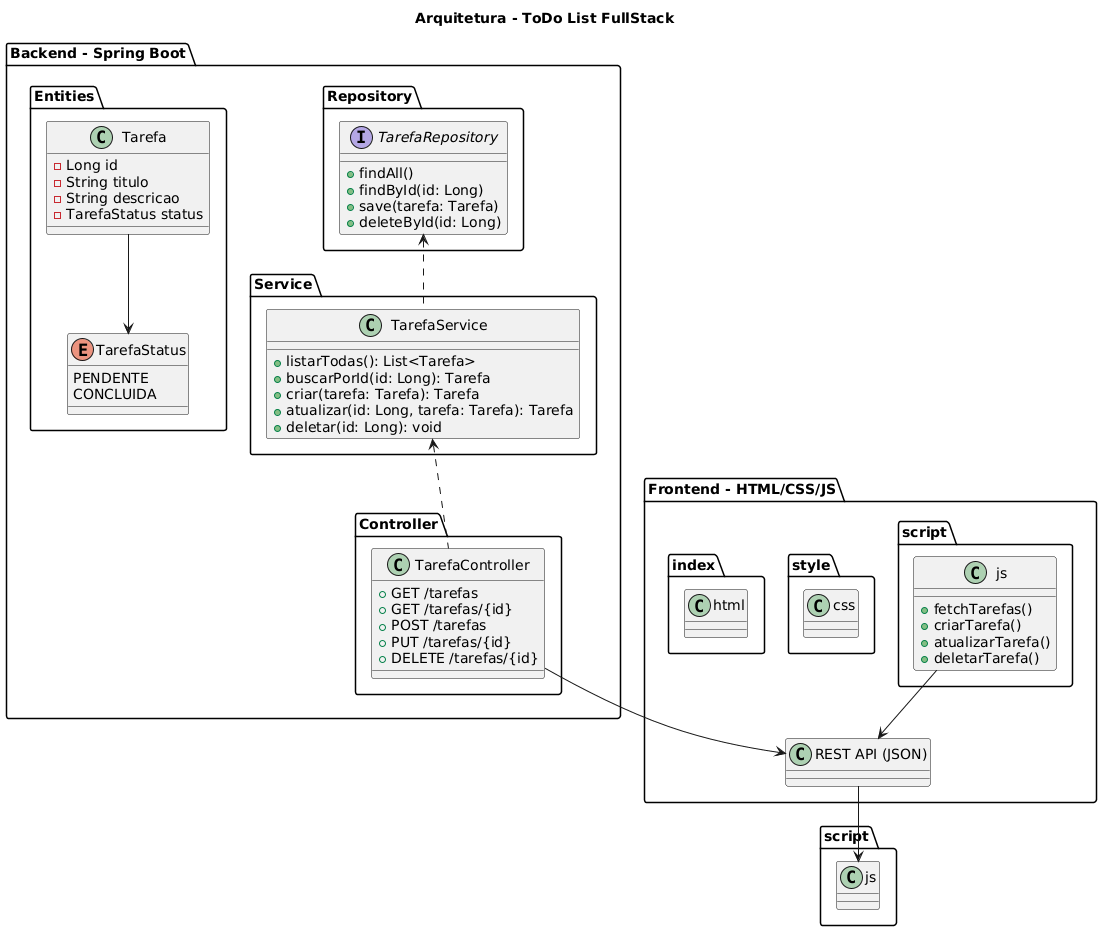 Arquitetura - ToDo List FullStack
Backend - Spring Boot
Entities
C Tarefa
Long id
String titulo
String descricao
TarefaStatus status
E TarefaStatus
PENDENTE
CONCLUIDA
Repository
I TarefaRepository
findAll()
findById(id: Long)
save(tarefa: Tarefa)
deleteById(id: Long)
Service
C TarefaService
listarTodas(): List<Tarefa>
buscarPorId(id: Long): Tarefa
criar(tarefa: Tarefa): Tarefa
atualizar(id: Long, tarefa: Tarefa): Tarefa
deletar(id: Long): void
Controller
C TarefaController
GET /tarefas
GET /tarefas/{id}
POST /tarefas
PUT /tarefas/{id}
DELETE /tarefas/{id}
Frontend - HTML/CSS/JS
index
C html
style
C css
script
C js
fetchTarefas()
criarTarefa()
atualizarTarefa()
deletarTarefa()
C REST API (JSON)
script
C js